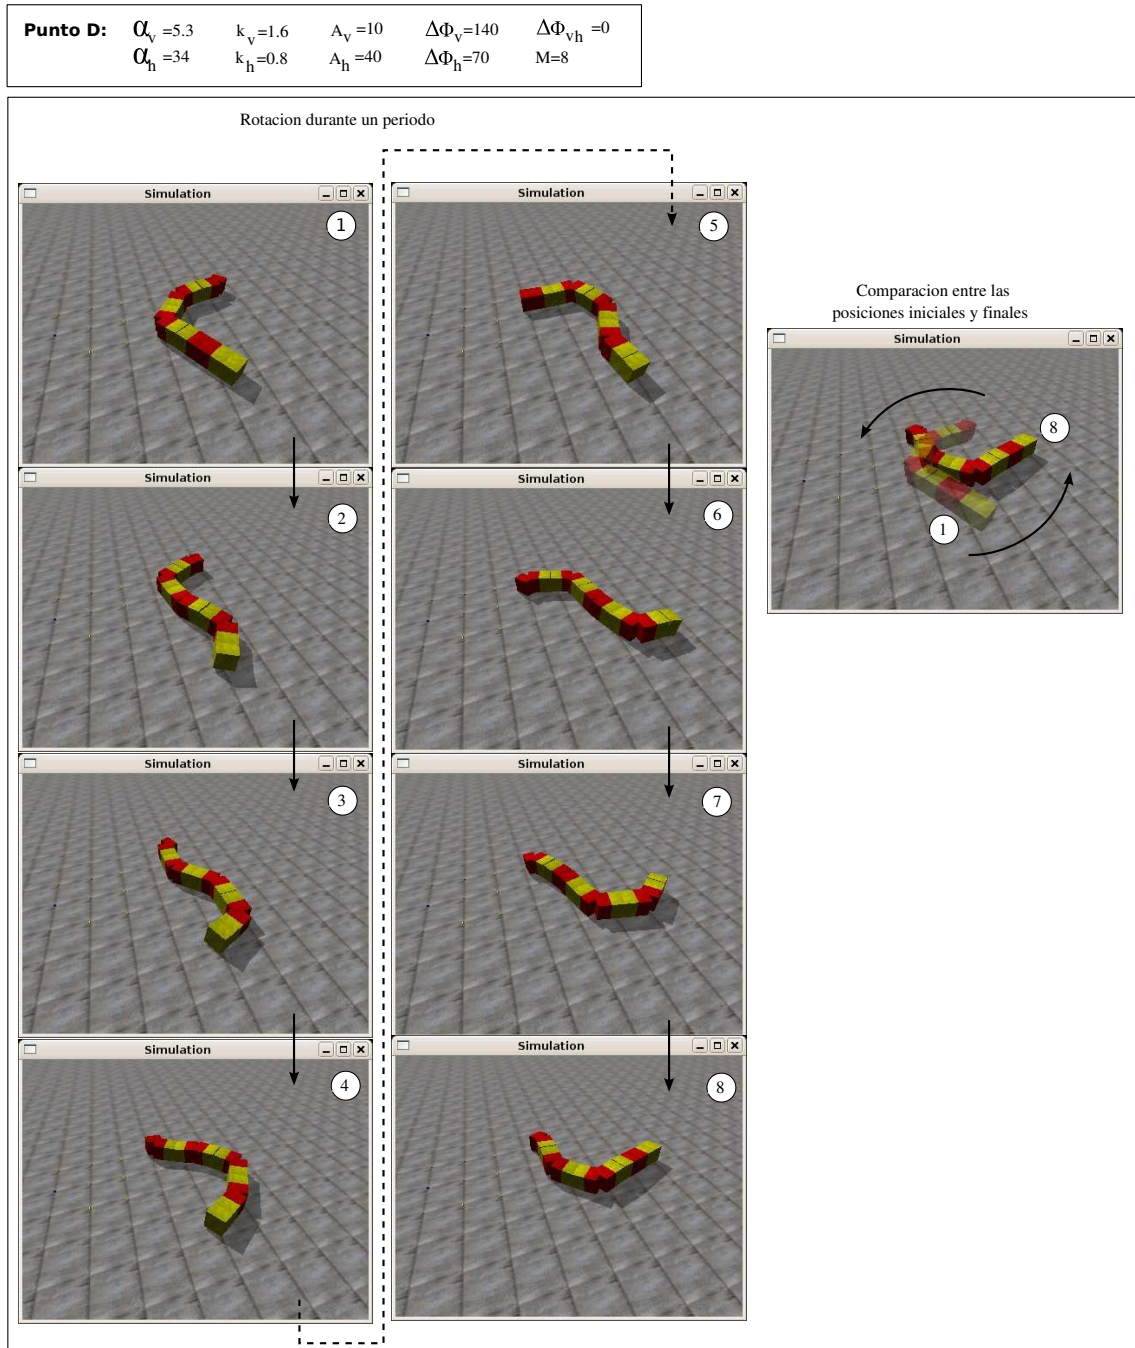 Punto D: αv =5.3 kv =1.6 Av =10 ΔΦv=140 ΔΦvh =0
αh =34 kh =0.8 Ah =40 ΔΦh=70 M=8
Rotacion durante un periodo
Simulation
1
Simulation
2
Simulation
3
Simulation
4
Simulation
5
Simulation
6
Simulation
7
Simulation
8
Comparacion entre las
posiciones iniciales y finales
Simulation
8
1